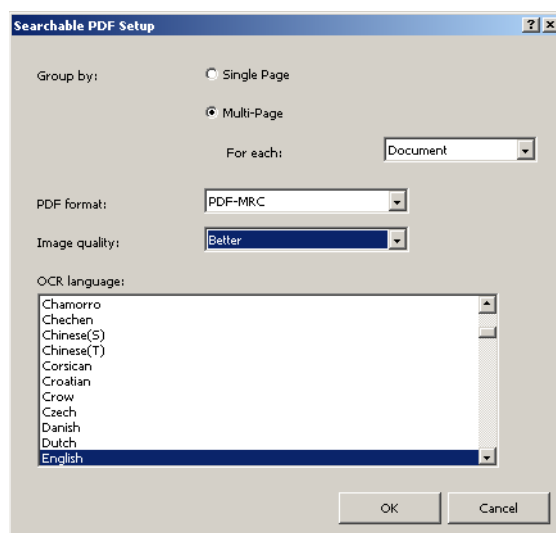 Searchable PDF Setup
Group by:
Single Page
Multi-Page
For each:
Document
PDF format:
PDF-MRC
Image quality:
Better
OCR language:
Chamorro
Chechen
Chinese(S)
Chinese(T)
Corsican
Croatian
Crow
Czech
Danish
Dutch
English
OK
Cancel